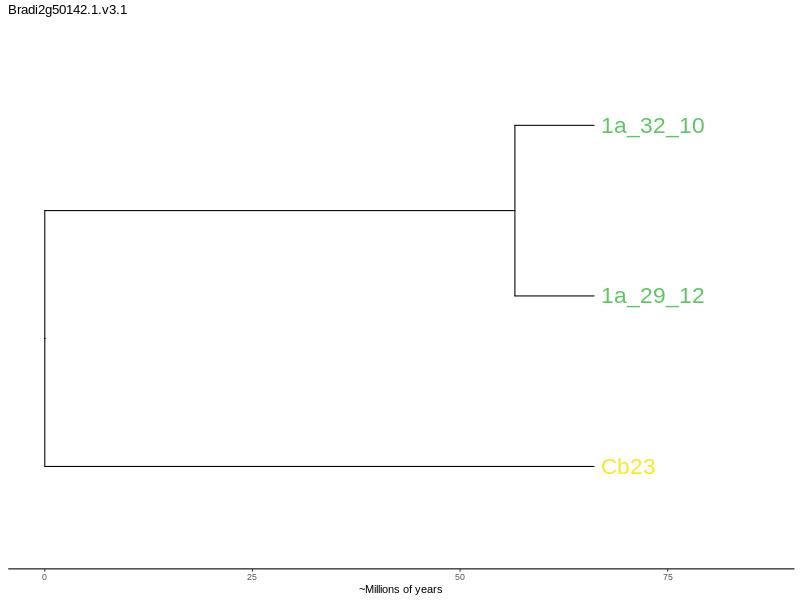 Bradi2g50142.1.v3.1
1a_32_10
1a_29_12
Cb23
0 25 50 75
~Millions of years